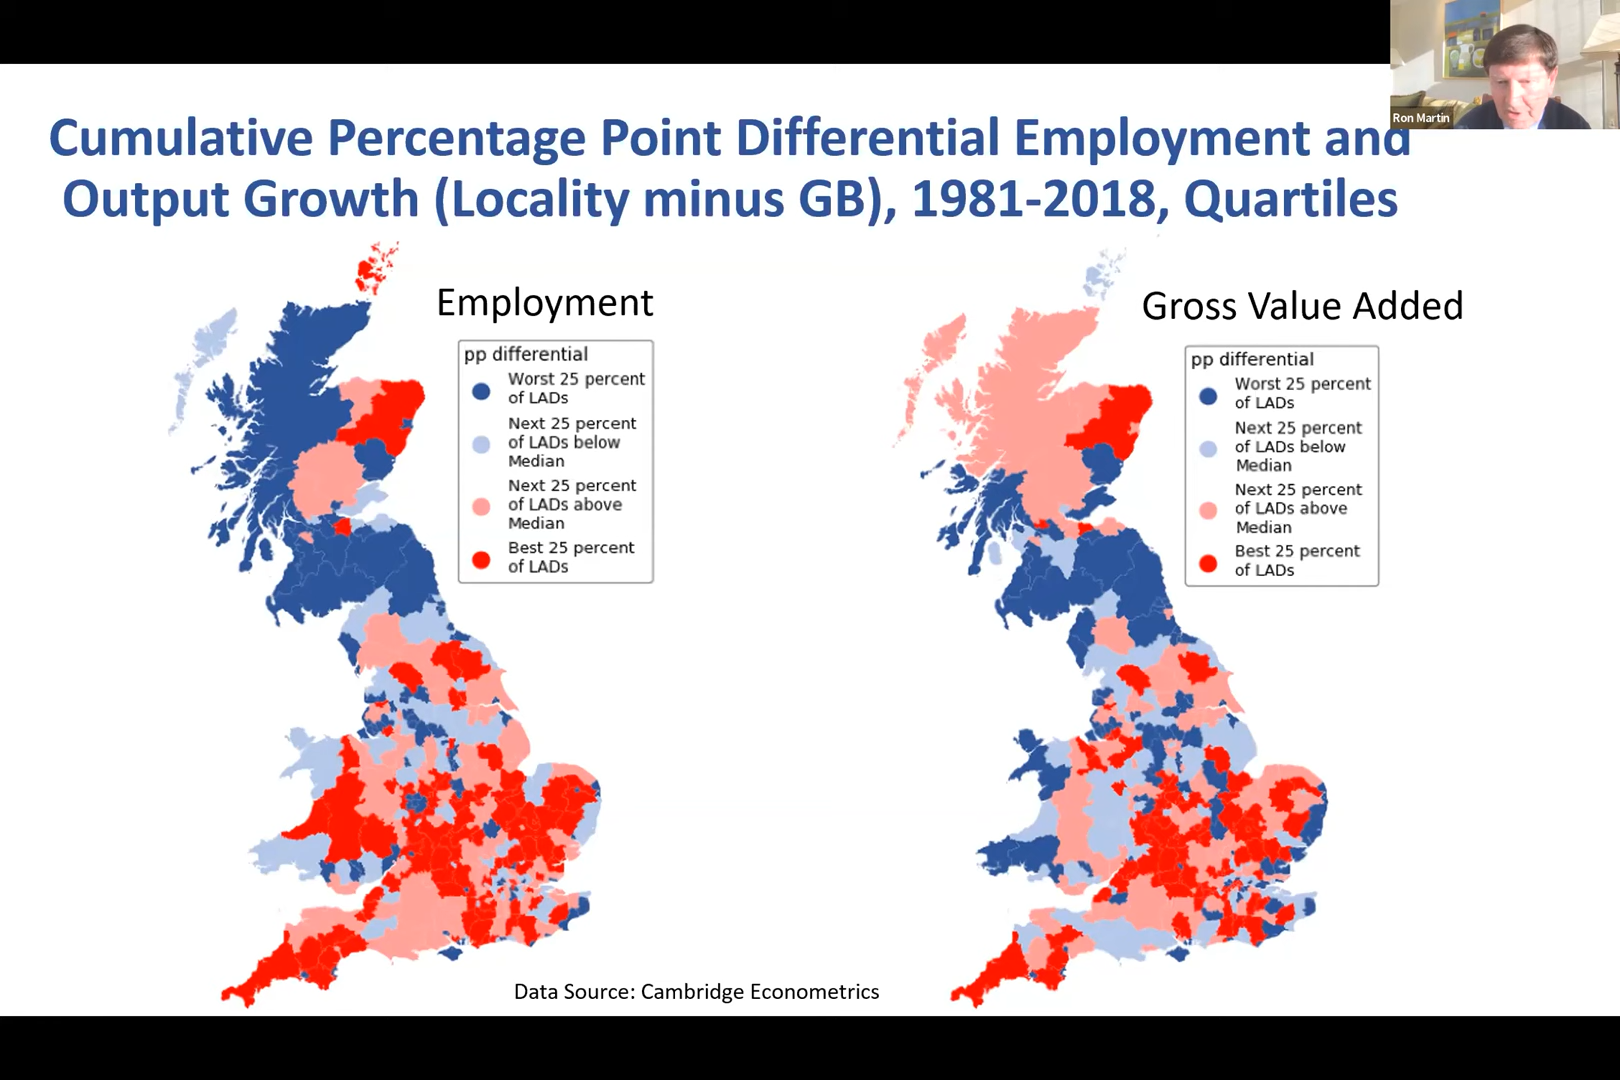 Ron Martin
Cumulative Percentage Point Differential Employment and
Output Growth (Locality minus GB), 1981-2018, Quartiles
Employment
pp differential
Worst 25 percent
of LADs
Next 25 percent
of LADs below
Median
Next 25 percent
of LADs above
Median
Best 25 percent
of LADs
Gross Value Added
pp differential
Worst 25 percent
of LADs
Next 25 percent
of LADs below
Median
Next 25 percent
of LADs above
Median
Best 25 percent
of LADs
Data Source: Cambridge Econometrics